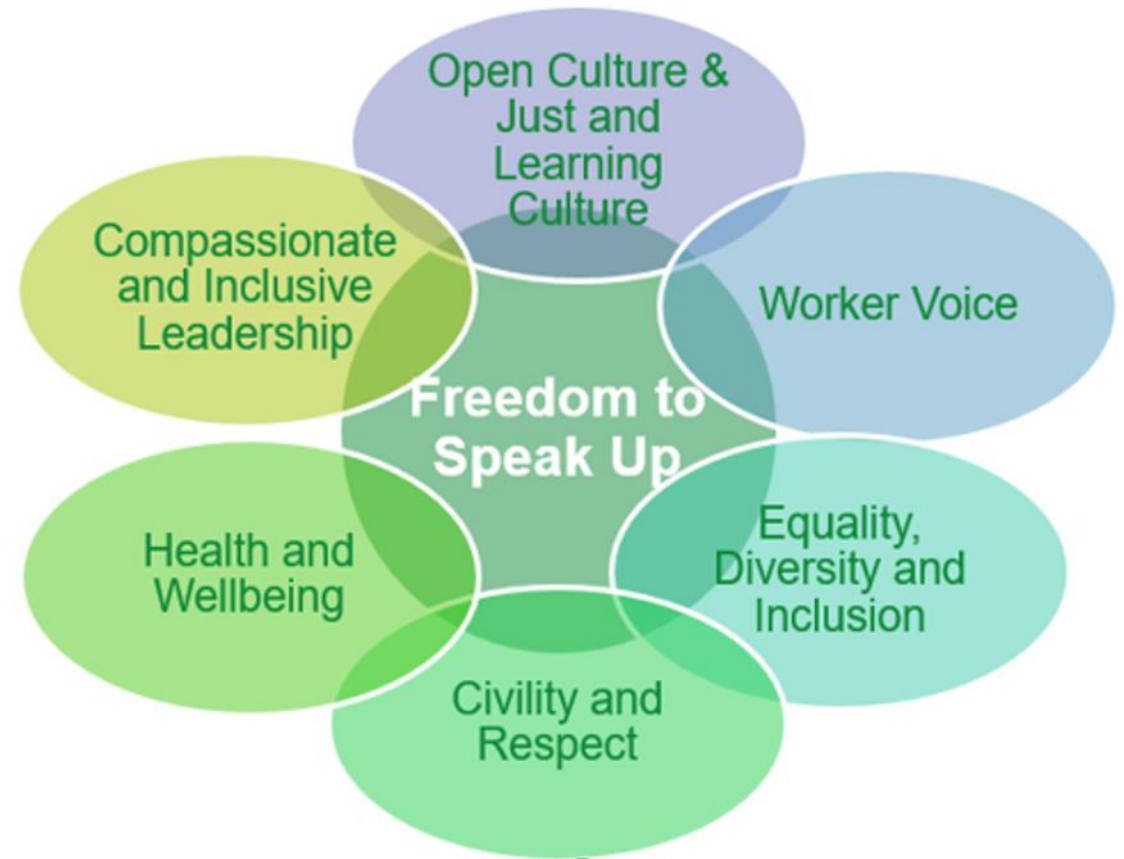 Open Culture &
Just and
Learning
Culture
Compassionate
and Inclusive
Leadership
Worker Voice
Freedom to
Speak Up
Health and
Wellbeing
Equality,
Diversity and
Inclusion
Civility and
Respect